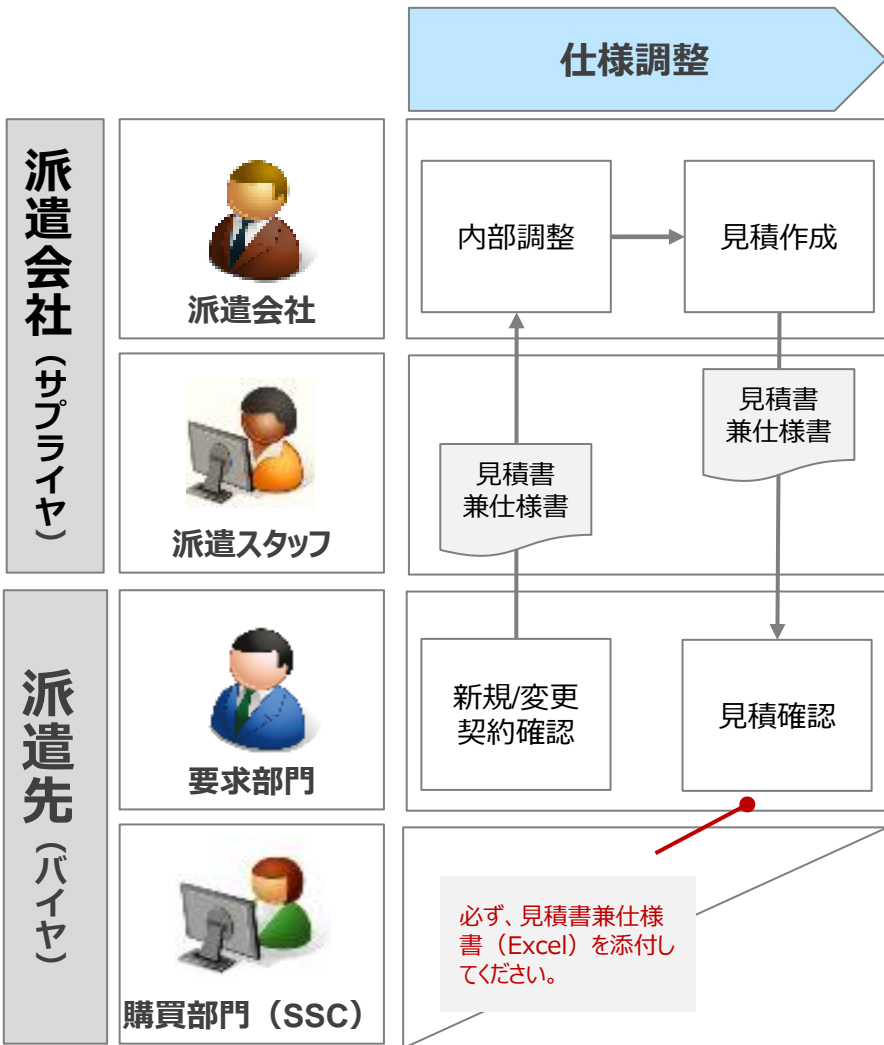 仕様調整
派遣会社（サプライヤ）
派遣会社
内部調整
見積作成
派遣スタッフ
見積書
兼仕様書
見積書
兼仕様書
派遣先（バイヤ）
要求部門
新規/変更
契約確認
見積確認
購買部門（SSC）
必ず、見積書兼仕様
書（Excel）を添付し
てください。